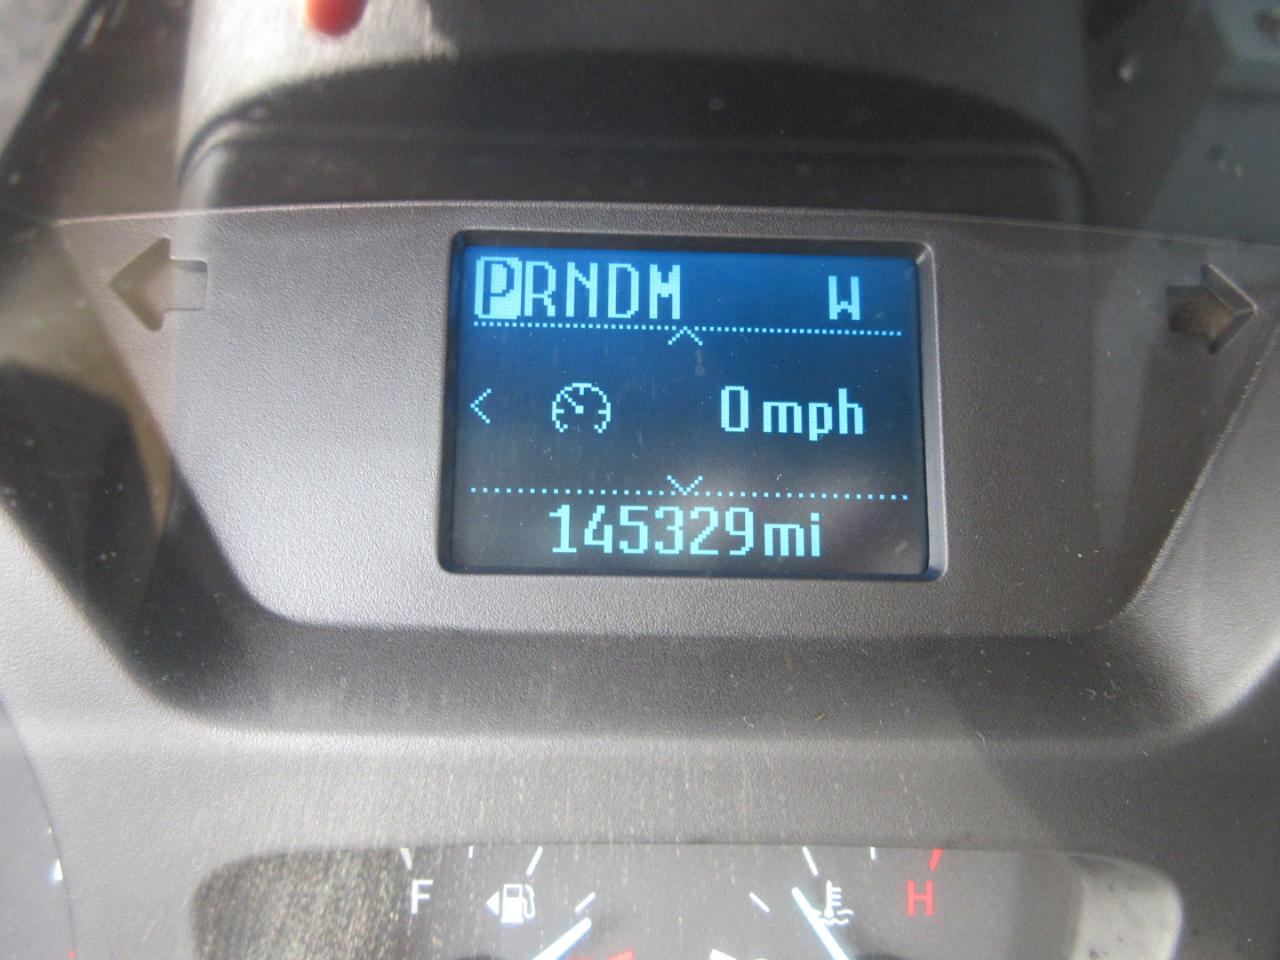 PRNDM W
0 mph
145329mi
F H